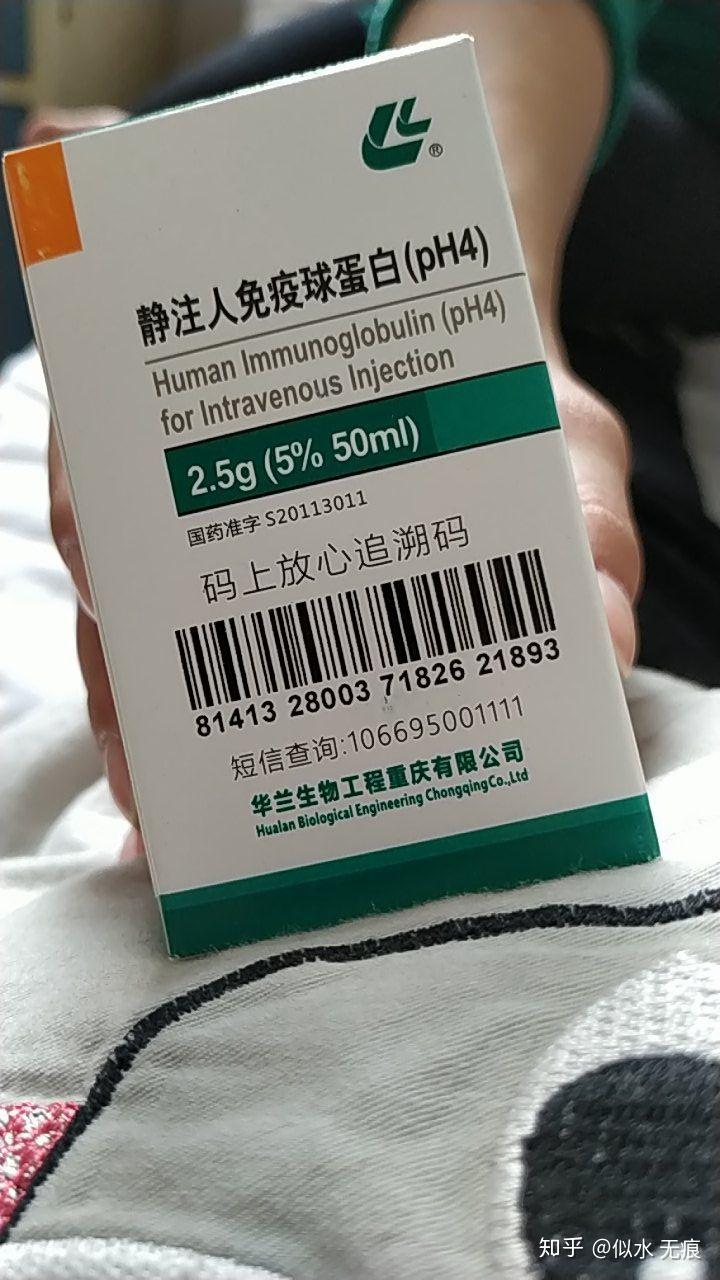 ®
静注人免疫球蛋白(pH4)
Human Immunoglobulin (pH4)
for Intravenous Injection
2.5g (5% 50ml)
国药准字 S20113011
码上放心追溯码
81413 28003 71826 21893
短信查询:106695001111
华兰生物工程重庆有限公司
Hualan Biological Engineering ChongqingCo.,Ltd
知乎 @似水 无痕